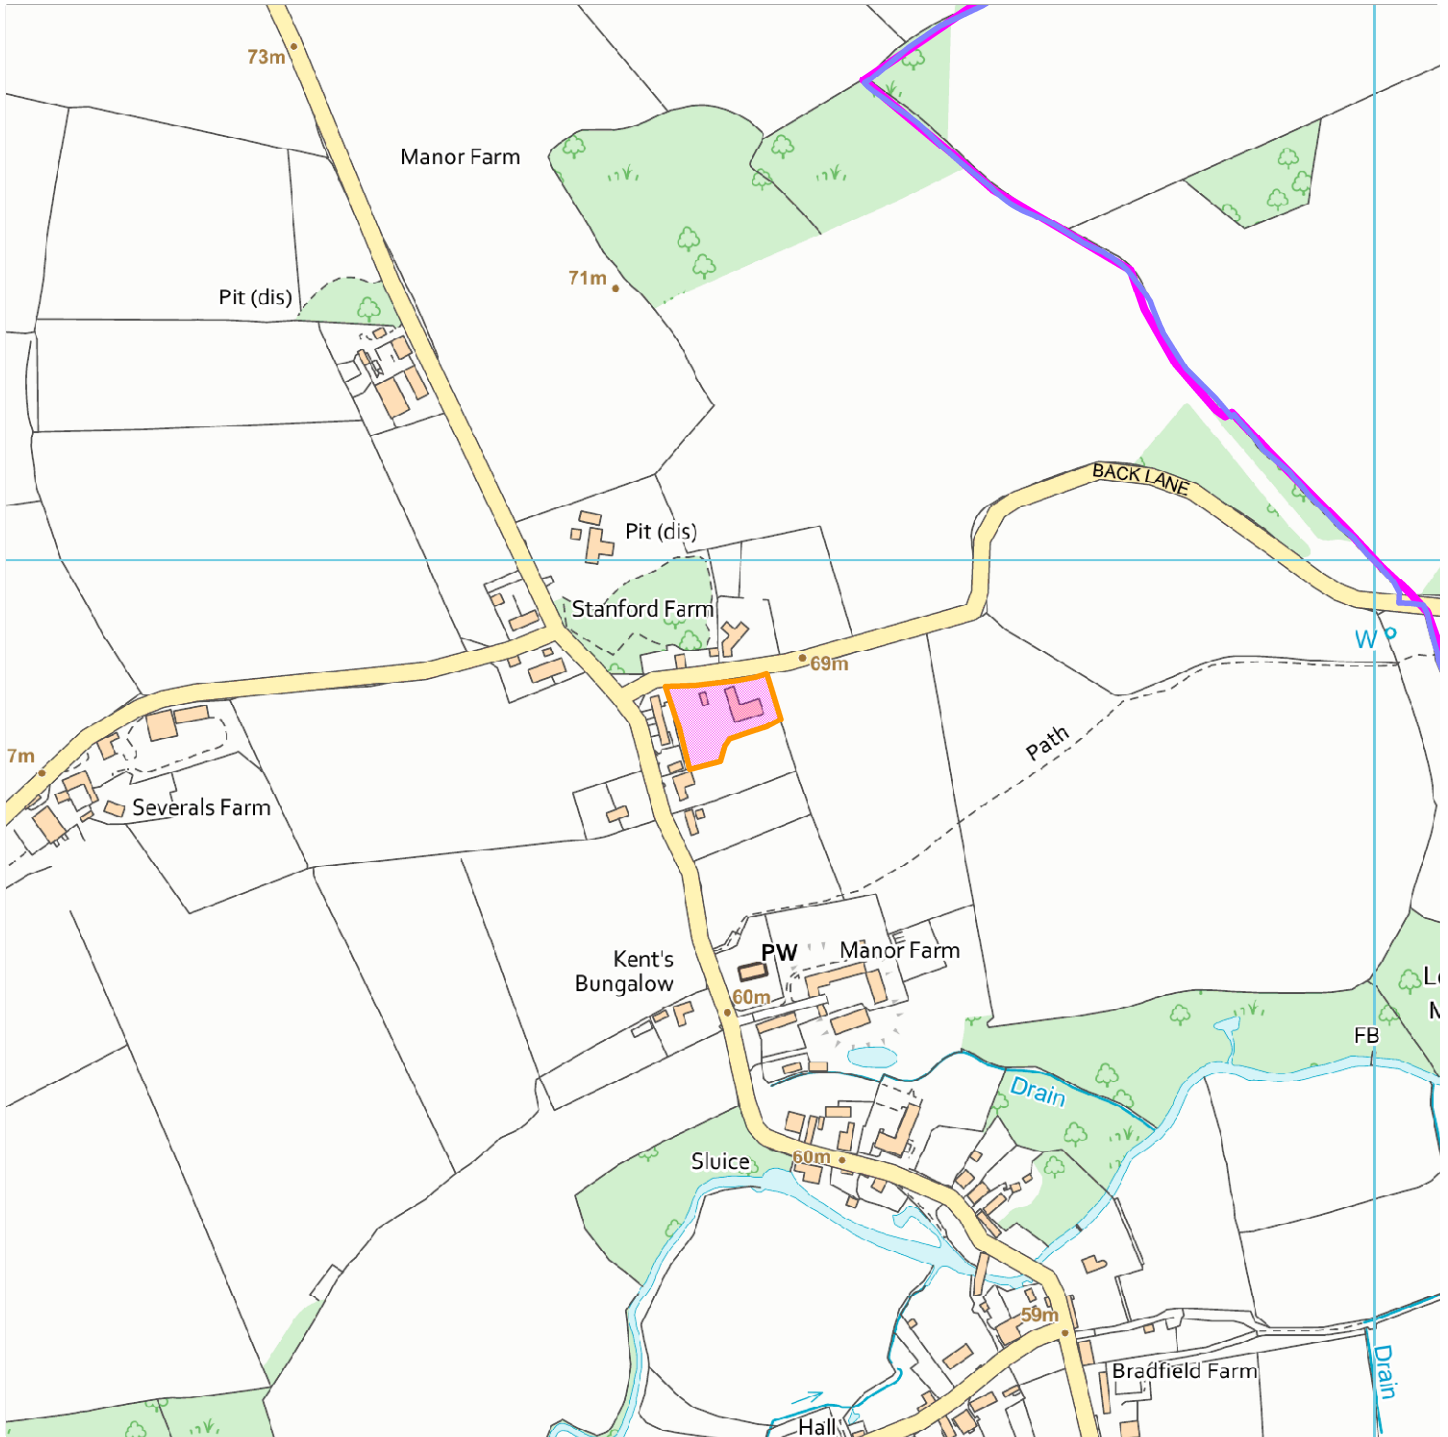 73m
Manor Farm
71m
Pit (dis)
BACK LANE
Pit (dis)
Stanford Farm
W
69m
Path
7m
Severals Farm
PW
Manor Farm
Kent's
Bungalow
60m
FB
Drain
Sluice
60m
59m
Bradfield Farm
Drain
Hall